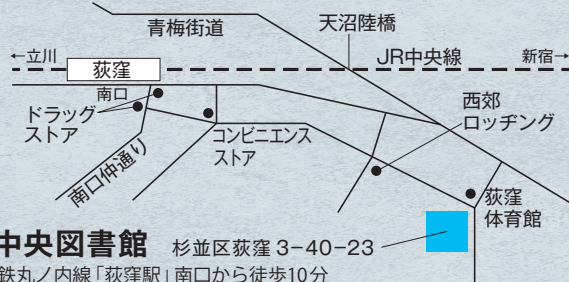 青梅街道
天沼陸橋
←立川
JR中央線
新宿→
荻窪
南口
ドラッグ
ストア
西郊
ロッヂング
コンビニエンス
ストア
南口仲通り
荻窪
体育館
中央図書館 杉並区荻窪3-40-23
鉄丸ノ内線「荻窪駅」南口から徒歩10分